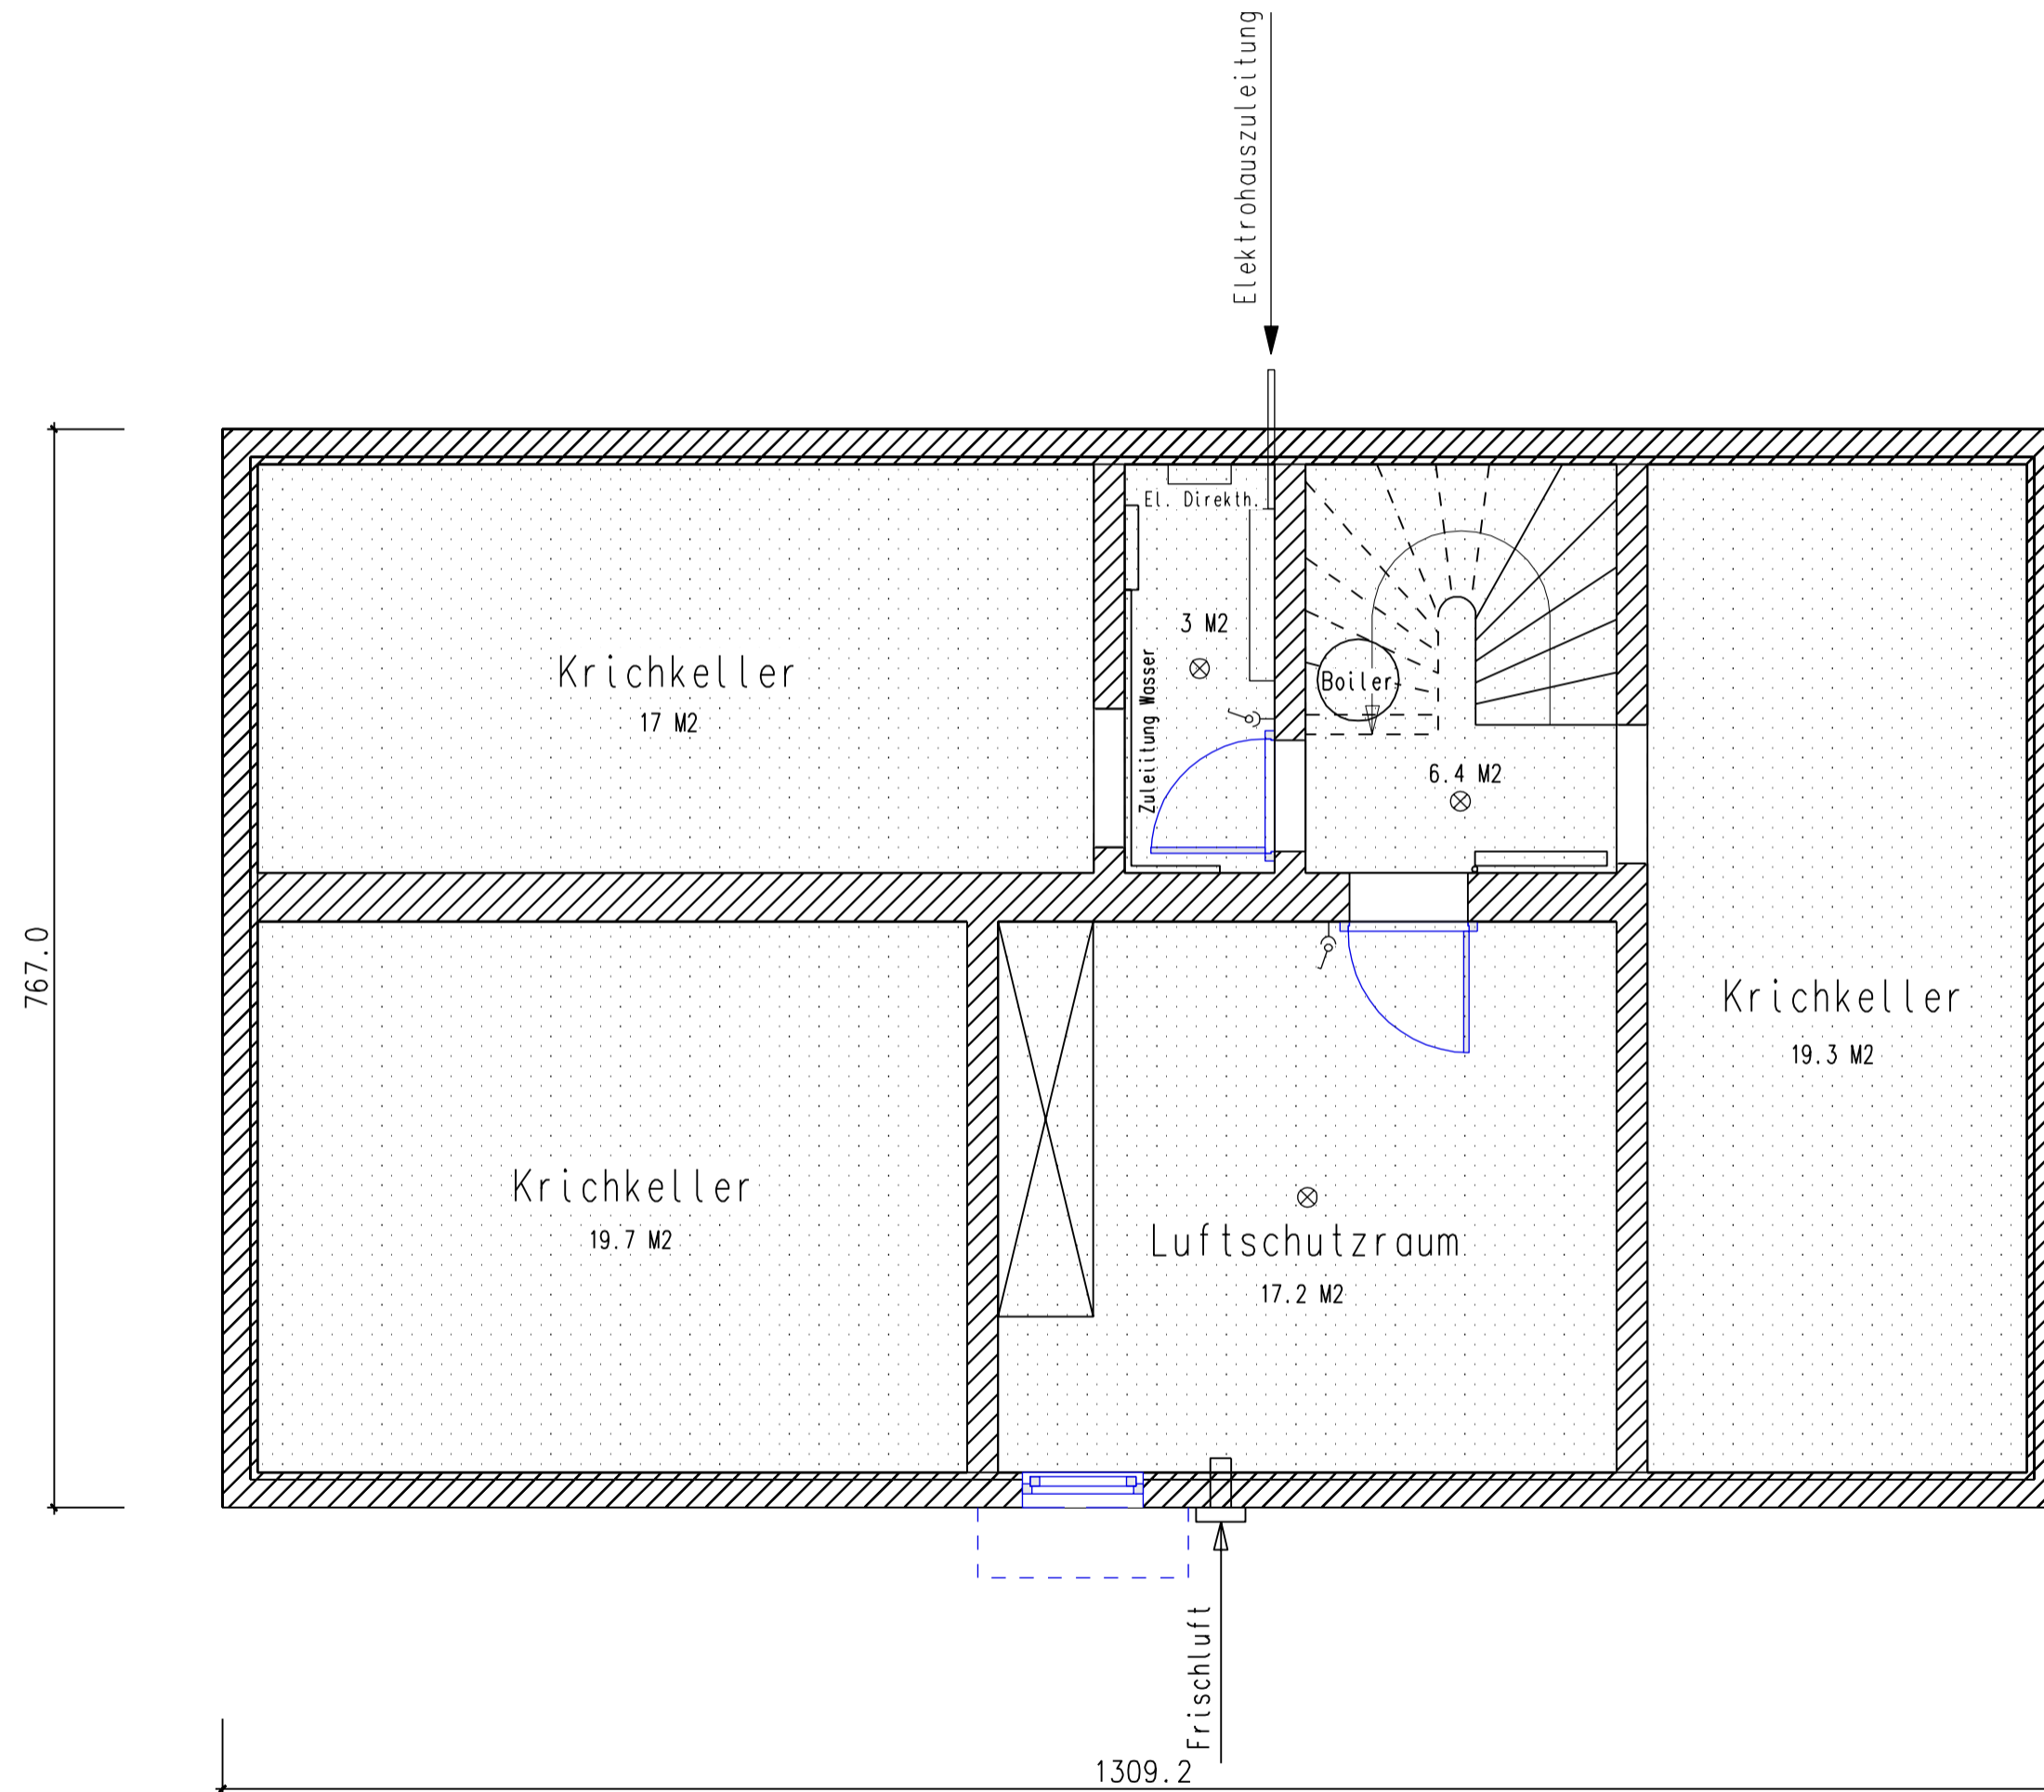 Elektrohauszuleitung
El. Direkth.
3 M2
Zuleiitung Wasser
Boiler
6.4 M2
Krichkeller
17 M2
767.0
Krichkeller
19.3 M2
Krichkeller
19.7 M2
Luftschutzraum
17.2 M2
Frischluft
1309.2